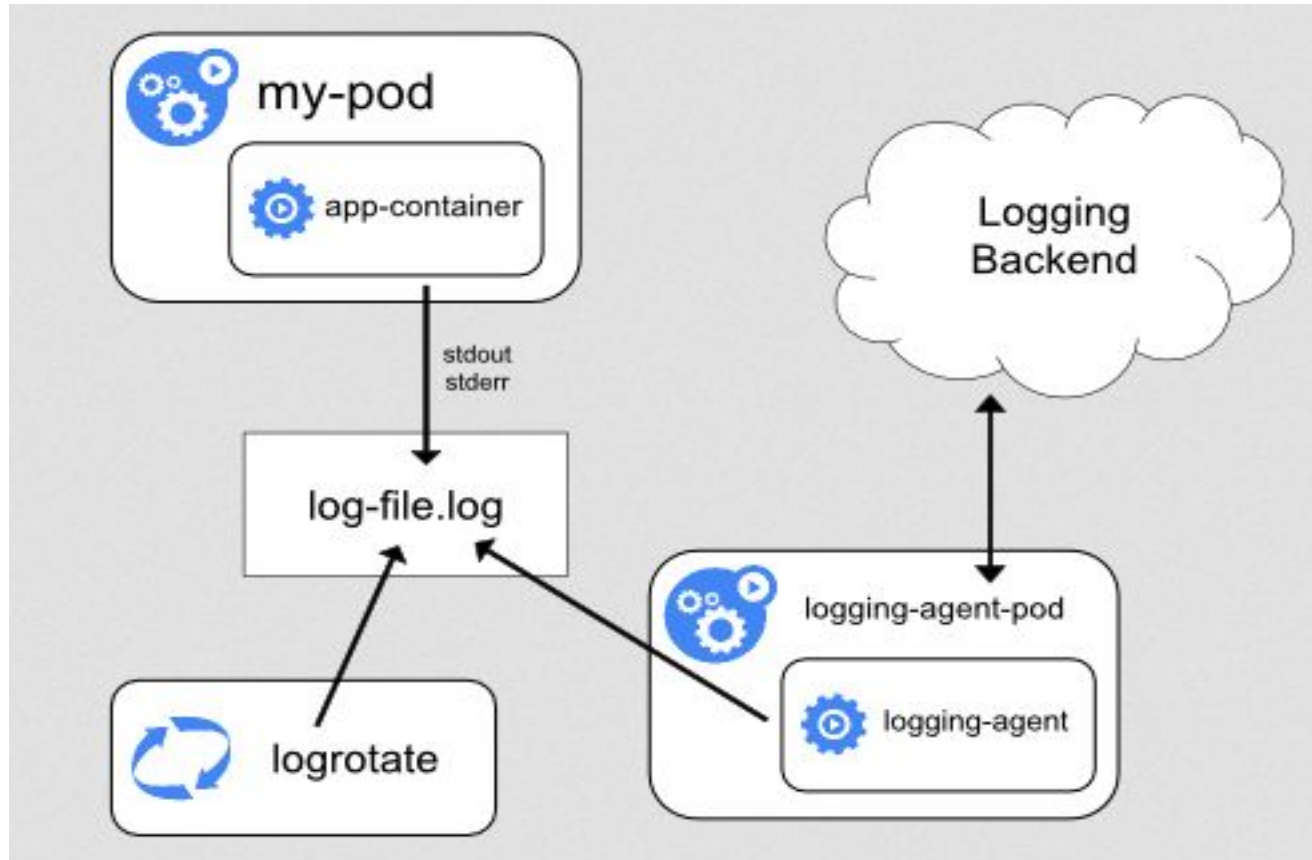 my-pod
app-container
Logging
Backend
stdout
stderr
log-file.log
logging-agent-pod
logging-agent
logrotate